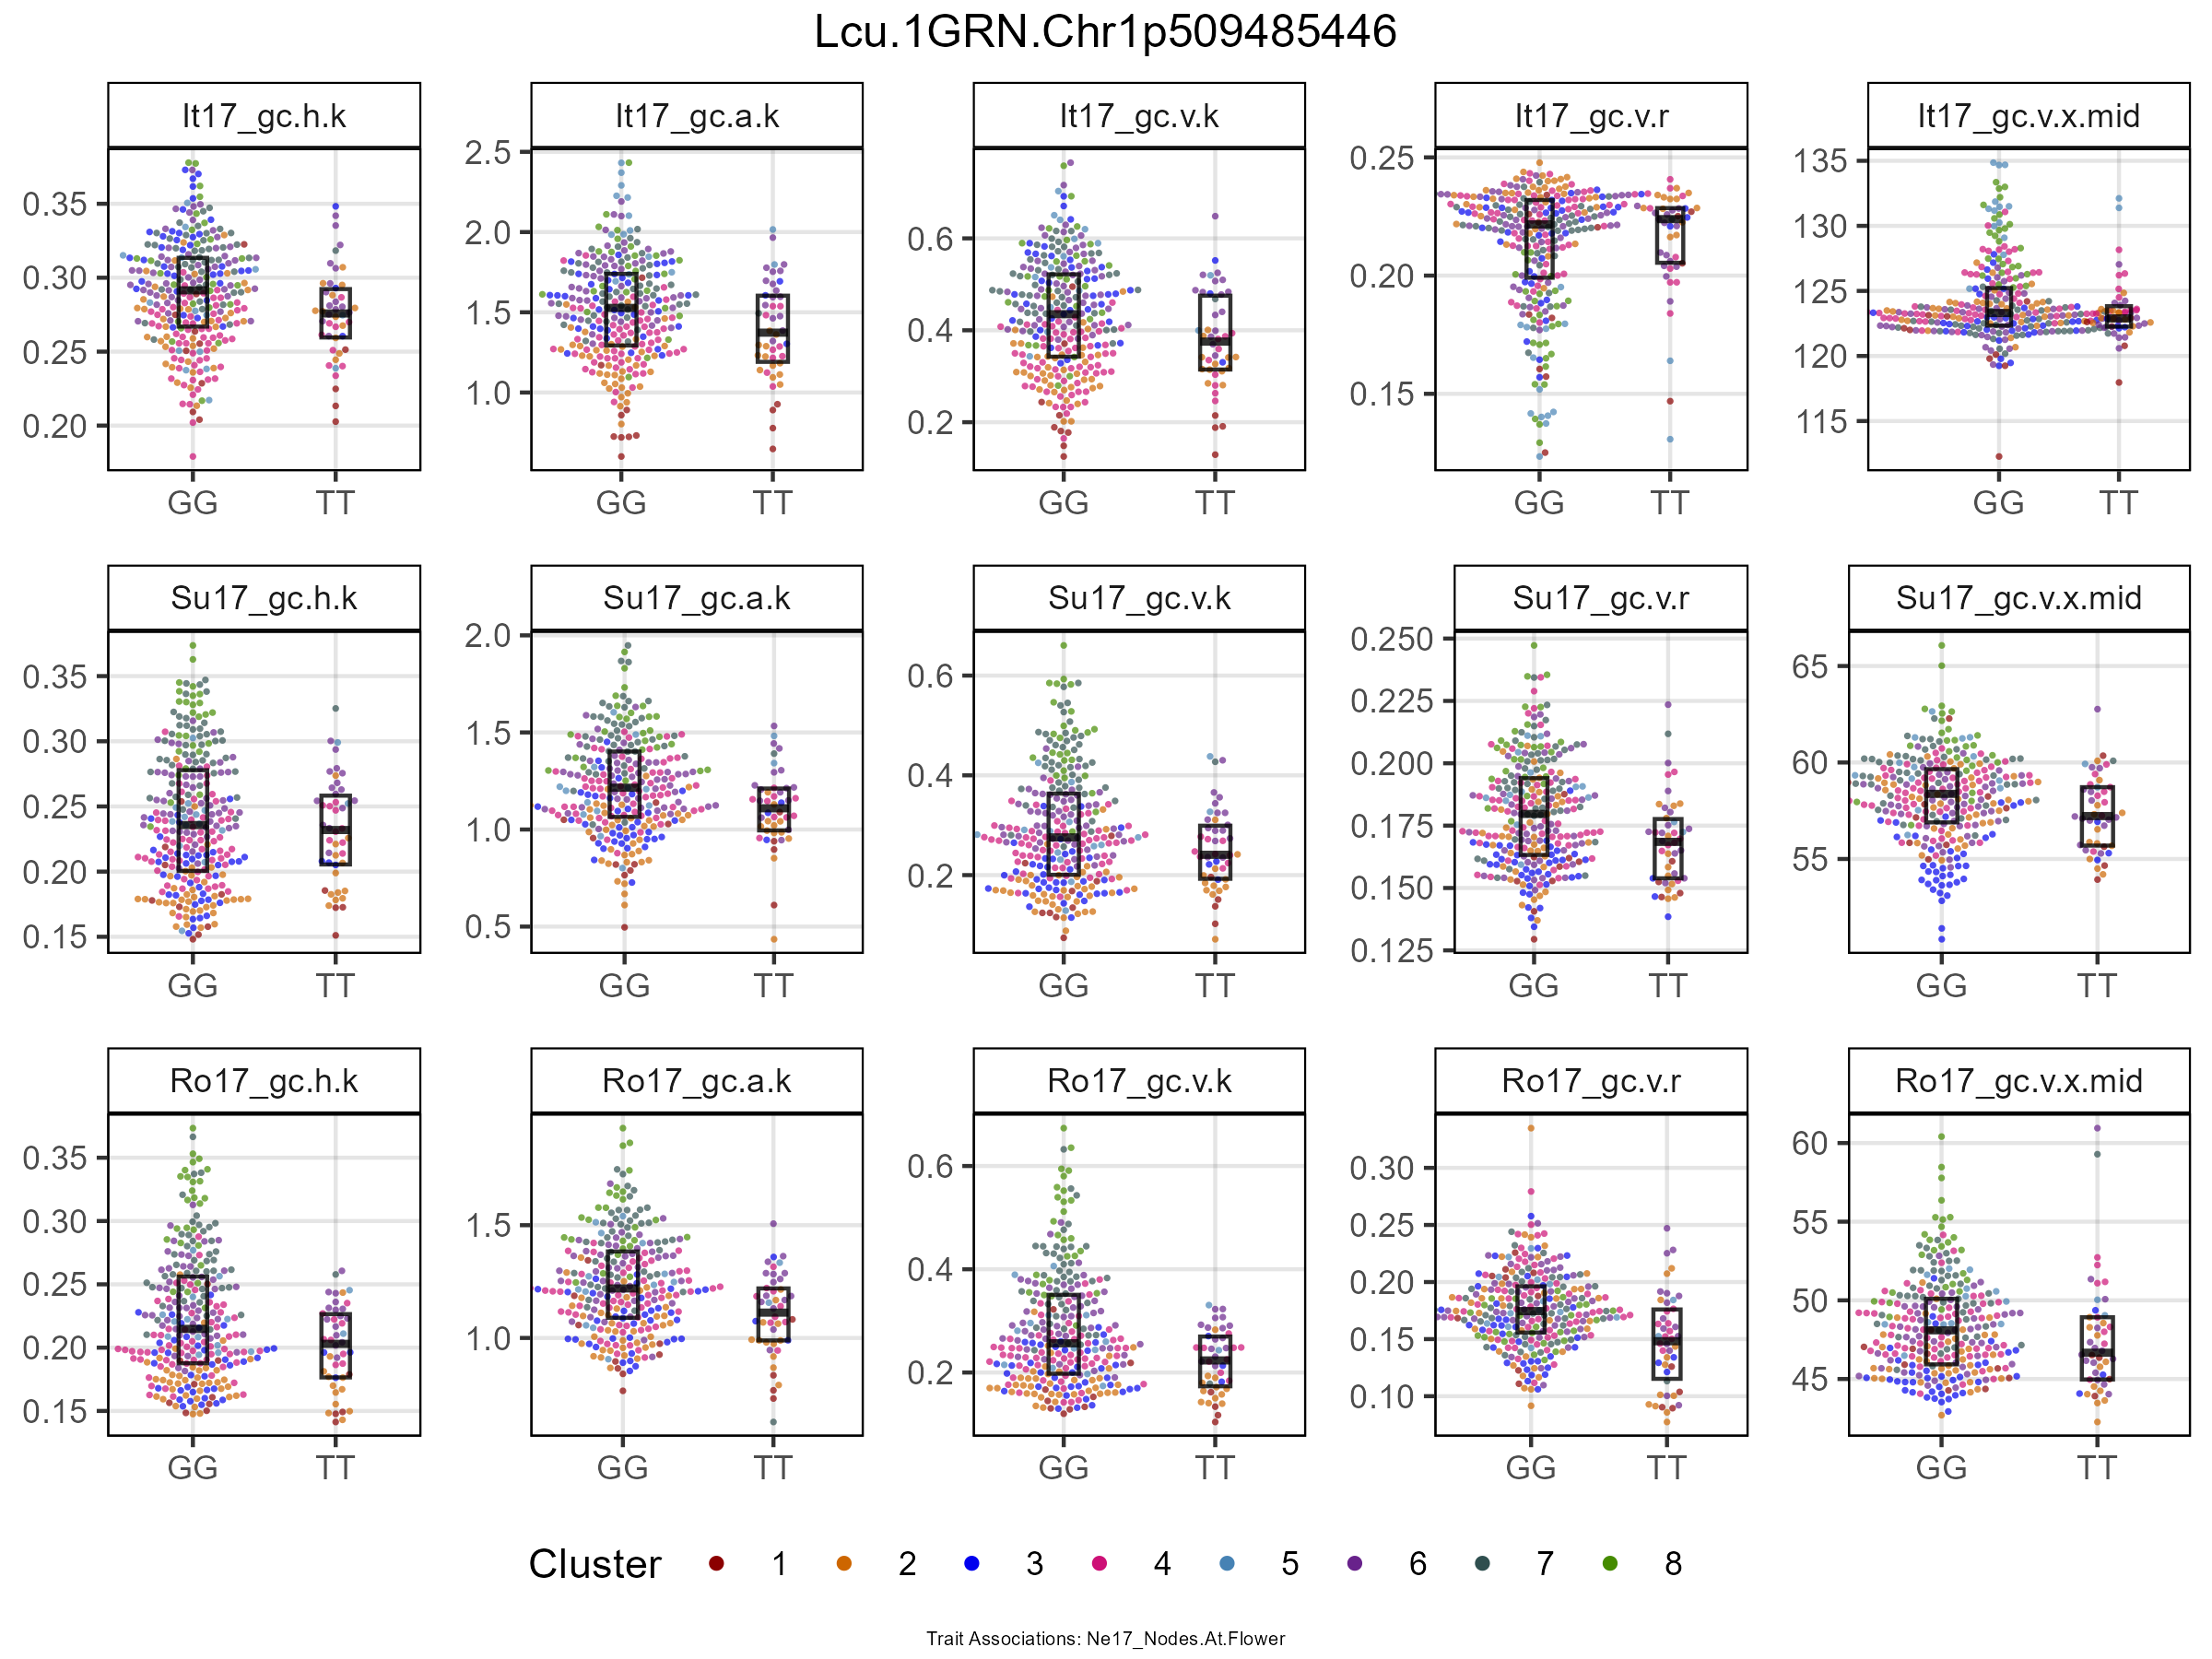 Lcu.1GRN.Chr1p509485446
It17_gc.h.k It17_gc.a.k It17_gc.v.k It17_gc.v.r It17_gc.v.x.mid
0.35 0.30 0.25 0.20
2.5 2.0 1.5 1.0
0.6 0.4 0.2
0.25 0.20 0.15
135 130 125 120 115
GG TT GG TT GG TT GG TT GG TT
Su17_gc.h.k Su17_gc.a.k Su17_gc.v.k Su17_gc.v.r Su17_gc.v.x.mid
0.35 0.30 0.25 0.20 0.15
2.0 1.5 1.0 0.5
0.6 0.4 0.2
0.250 0.225 0.200 0.175 0.150 0.125
65 60 55
GG TT GG TT GG TT GG TT GG TT
Ro17_gc.h.k Ro17_gc.a.k Ro17_gc.v.k Ro17_gc.v.r Ro17_gc.v.x.mid
0.35 0.30 0.25 0.20 0.15
1.5 1.0
0.6 0.4 0.2
0.30 0.25 0.20 0.15 0.10
60 55 50 45
GG TT GG TT GG TT GG TT GG TT
Cluster 1 2 3 4 5 6 7 8
Trait Associations: Ne17_Nodes.At.Flower